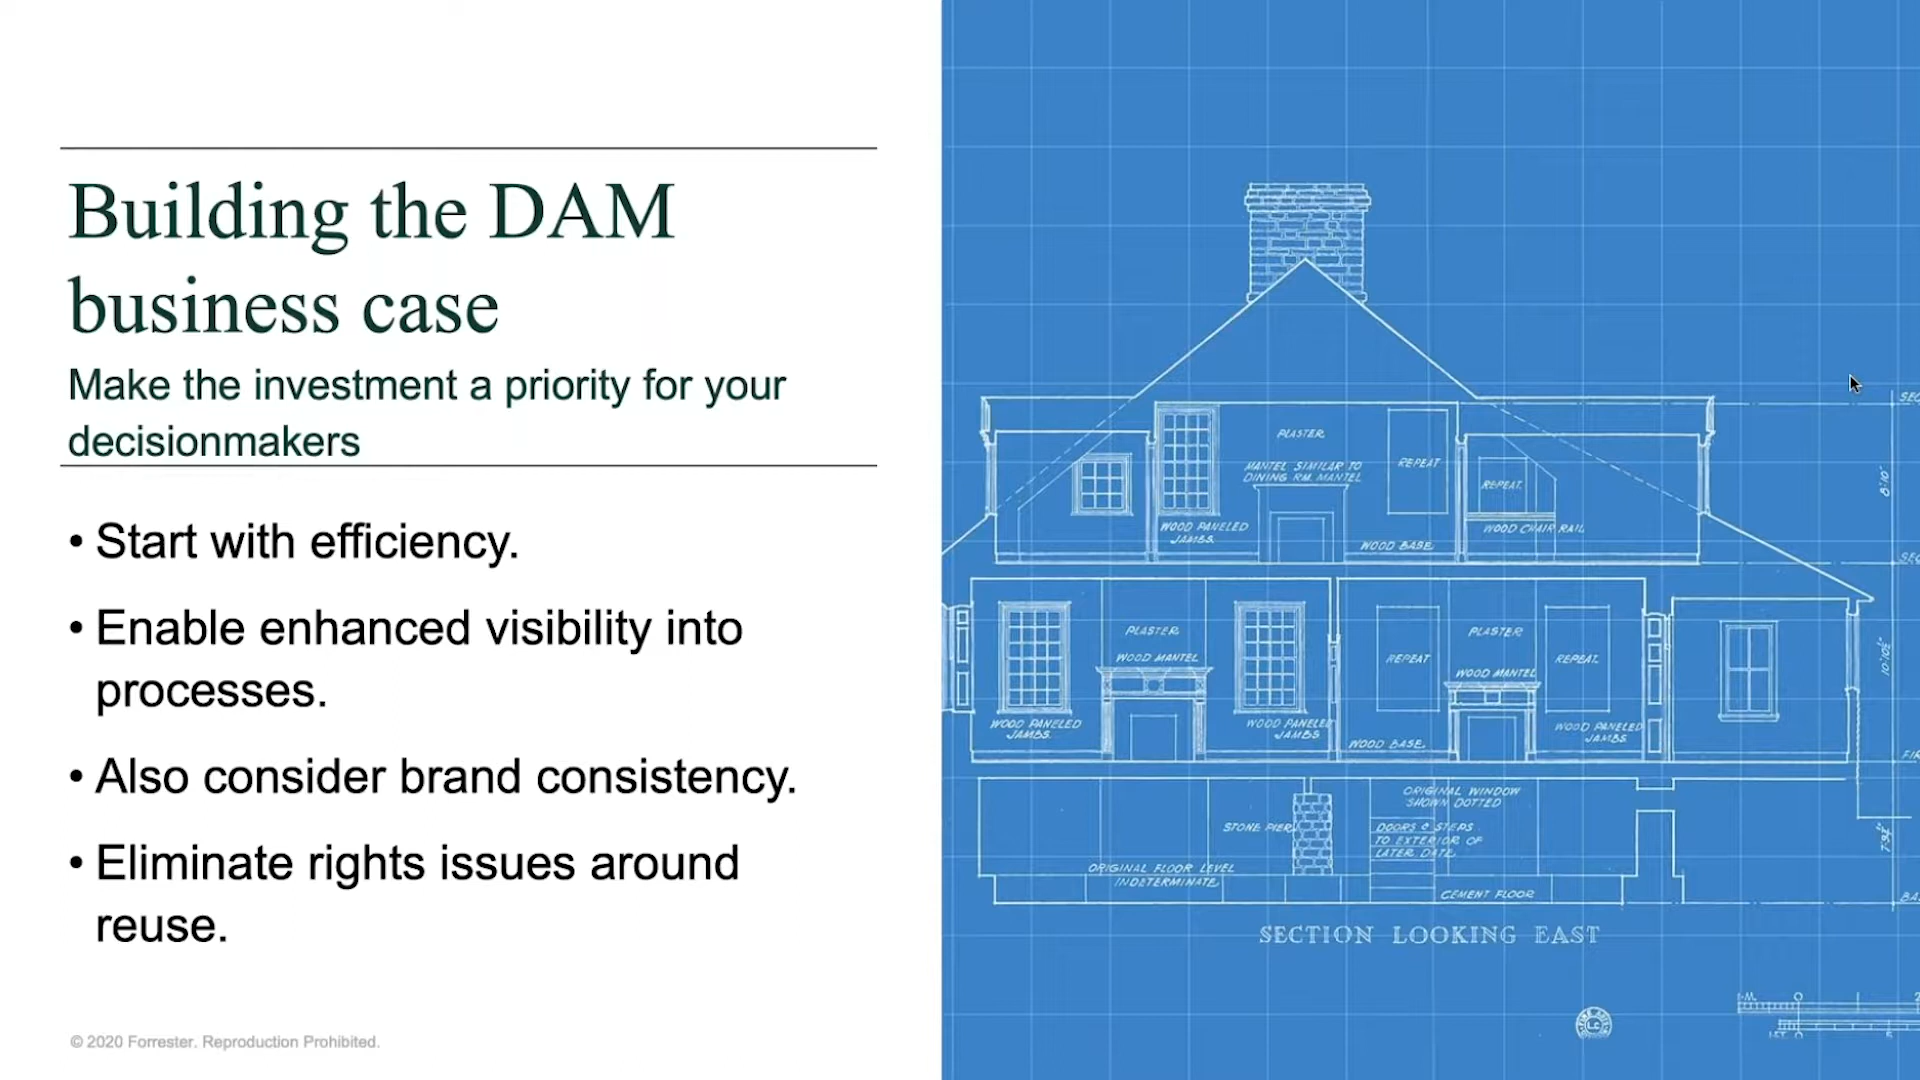 Building the DAM
business case
Make the investment a priority for your
decisionmakers
• Start with efficiency.
• Enable enhanced visibility into
processes.
• Also consider brand consistency.
• Eliminate rights issues around
reuse.
© 2020 Forrester. Reproduction Prohibited.
PLASTER
MANTEL SIMILAR TO
DINING RM. MANTEL
REPEAT
REPEAT
WOOD PANELED
JAMBS.
WOOD BASE
WOOD CHAIR RAIL
8'10"
PLASTER
WOOD MANTEL
REPEAT
PLASTER
WOOD MANTEL
REPEAT
WOOD PANELED
JAMBS.
WOOD PANELED
JAMBS
WOOD BASE
WOOD PANELED
JAMBS.
STONE PIER
ORIGINAL WINDOW
SHOWN DOTTED
DOORS & STEPS
TO EXTERIOR OF
LATER DATE
ORIGINAL FLOOR LEVEL
INDETERMINATE
CEMENT FLOOR
SECTION LOOKING EAST